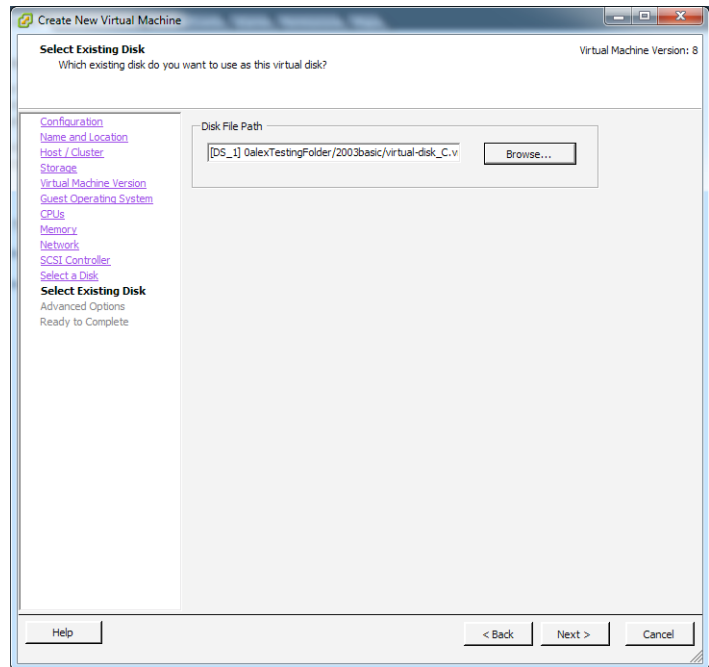 Create New Virtual Machine
Select Existing Disk
Virtual Machine Version: 8
Which existing disk do you want to use as this virtual disk?
Configuration
Name and Location
Host / Cluster
Storage
Virtual Machine Version
Guest Operating System
CPUs
Memory
Network
SCSI Controller
Select a Disk
Select Existing Disk
Advanced Options
Ready to Complete
Disk File Path
[DS_1] 0alexTestingFolder/2003basic/virtual-disk_C.v
Browse...
Help
< Back
Next >
Cancel